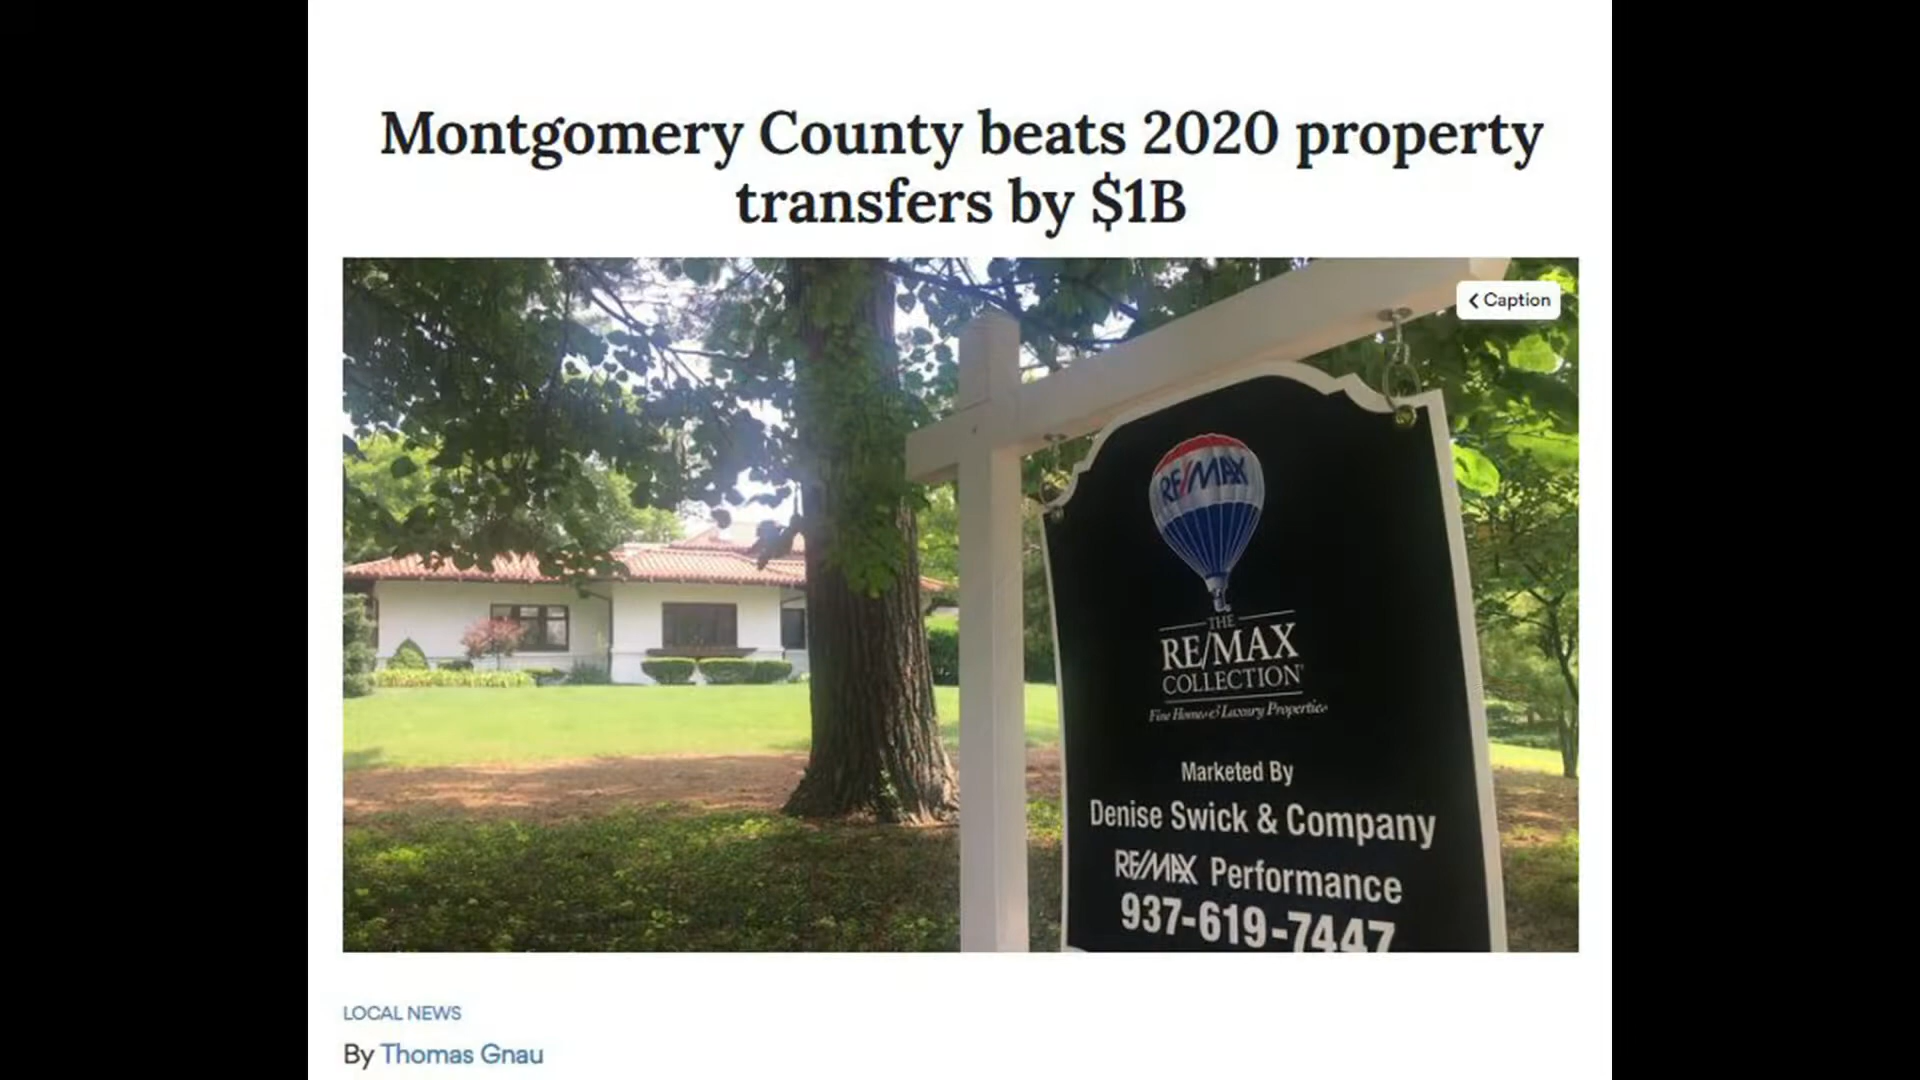 Montgomery County beats 2020 property
transfers by $1B
Caption
RE/MAX
THE
RE/MAX
COLLECTION
Fine Homes & Luxury Properties
Marketed By
Denise Swick & Company
RE/MAX Performance
937-619-7447
LOCAL NEWS
By Thomas Gnau